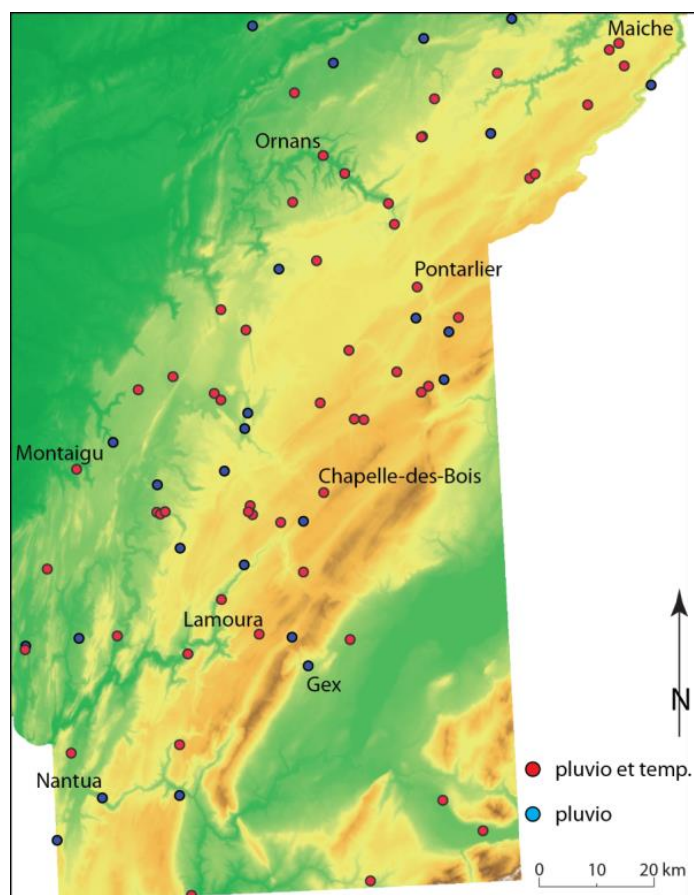 Maiche
Ornans
Pontarlier
Montaigu
Chapelle-des-Bois
Lamoura
Gex
N
pluvio et temp.
Nantua
pluvio
0 10 20 km